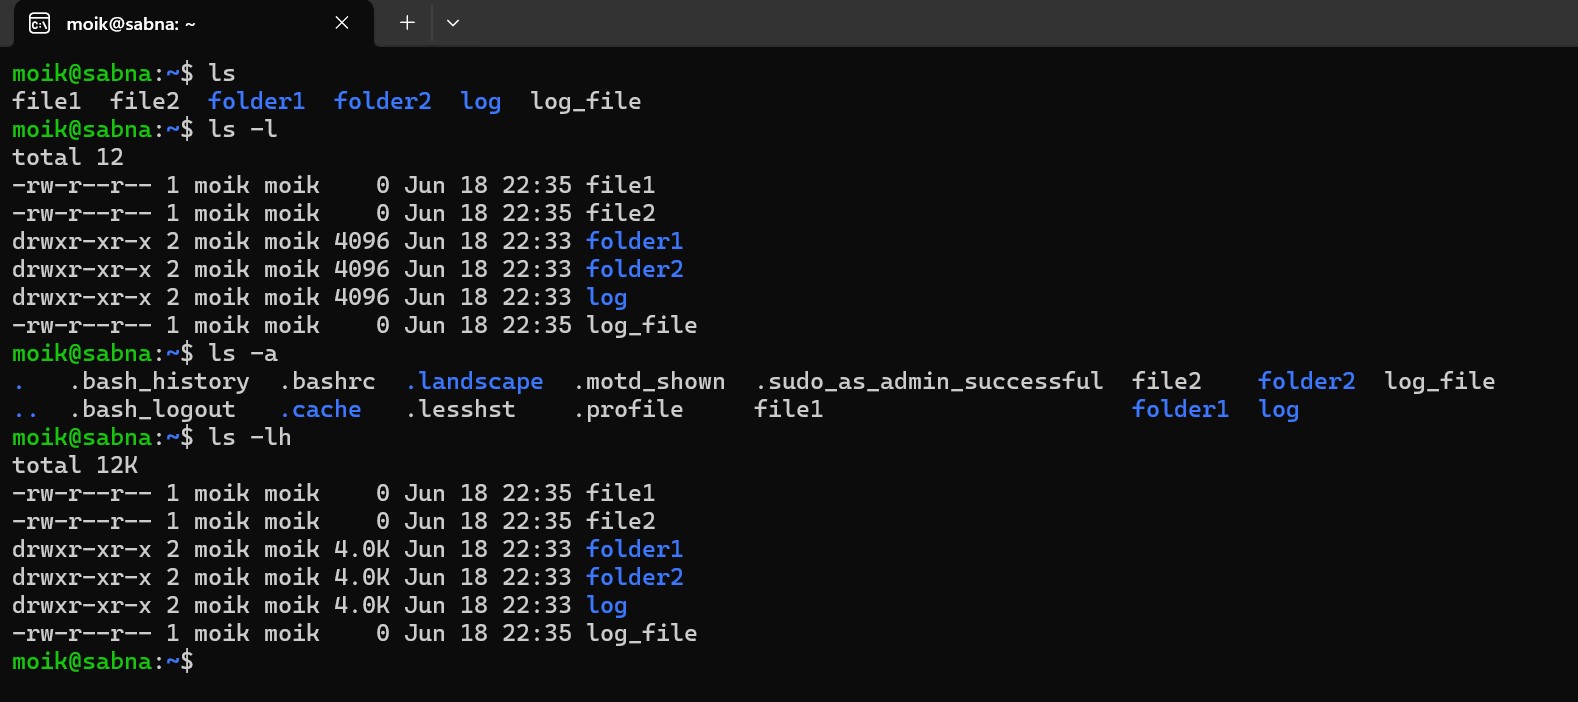 moik@sabna: ~
moik@sabna:~$ ls
file1  file2  folder1  folder2  log  log_file
moik@sabna:~$ ls -l
total 12
-rw-r--r-- 1 moik moik    0 Jun 18 22:35 file1
-rw-r--r-- 1 moik moik    0 Jun 18 22:35 file2
drwxr-xr-x 2 moik moik 4096 Jun 18 22:33 folder1
drwxr-xr-x 2 moik moik 4096 Jun 18 22:33 folder2
drwxr-xr-x 2 moik moik 4096 Jun 18 22:33 log
-rw-r--r-- 1 moik moik    0 Jun 18 22:35 log_file
moik@sabna:~$ ls -a
.   .bash_history  .bashrc  .landscape  .motd_shown  .sudo_as_admin_successful  file2    folder2  log_file
..  .bash_logout   .cache   .lesshst    .profile     file1                      folder1  log
moik@sabna:~$ ls -lh
total 12K
-rw-r--r-- 1 moik moik    0 Jun 18 22:35 file1
-rw-r--r-- 1 moik moik    0 Jun 18 22:35 file2
drwxr-xr-x 2 moik moik 4.0K Jun 18 22:33 folder1
drwxr-xr-x 2 moik moik 4.0K Jun 18 22:33 folder2
drwxr-xr-x 2 moik moik 4.0K Jun 18 22:33 log
-rw-r--r-- 1 moik moik    0 Jun 18 22:35 log_file
moik@sabna:~$